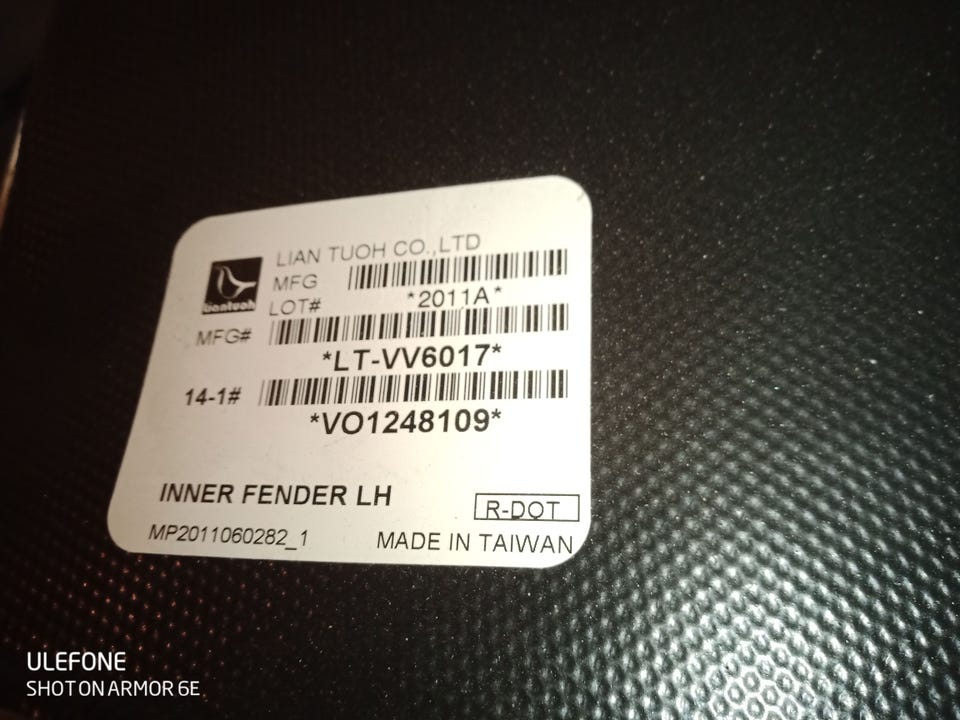 LIAN TUOH CO.,LTD
liantuoh
MFG
LOT#
*2011A*
MFG#
*LT-VV6017*
14-1#
*VO1248109*
INNER FENDER LH
R-DOT
MP2011060282_1
MADE IN TAIWAN
ULEFONE
SHOT ON ARMOR 6E